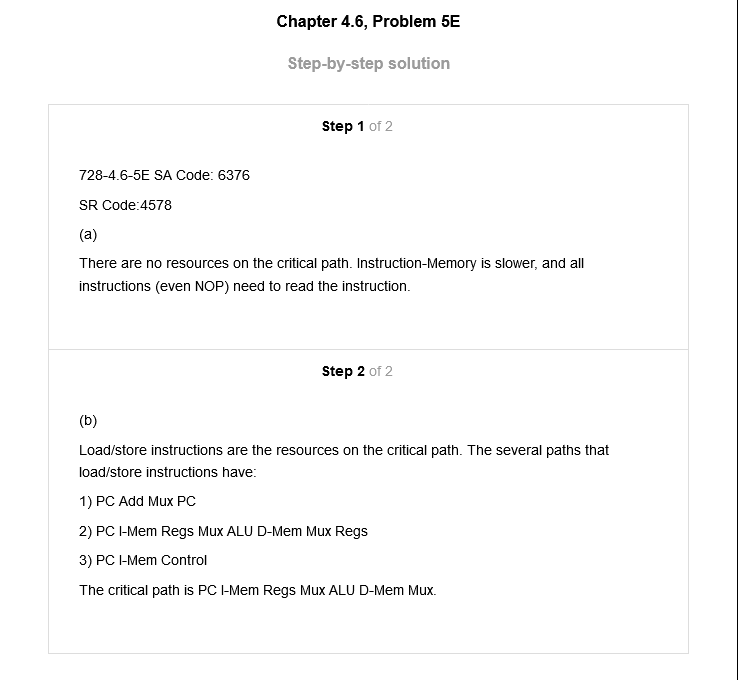 Chapter 4.6, Problem 5E
Step-by-step solution
Step 1 of 2
728-4.6-5E SA Code: 6376
SR Code:4578
(a)
There are no resources on the critical path. Instruction-Memory is slower, and all
instructions (even NOP) need to read the instruction.
Step 2 of 2
(b)
Load/store instructions are the resources on the critical path. The several paths that
load/store instructions have:
1) PC Add Mux PC
2) PC I-Mem Regs Mux ALU D-Mem Mux Regs
3) PC I-Mem Control
The critical path is PC I-Mem Regs Mux ALU D-Mem Mux.